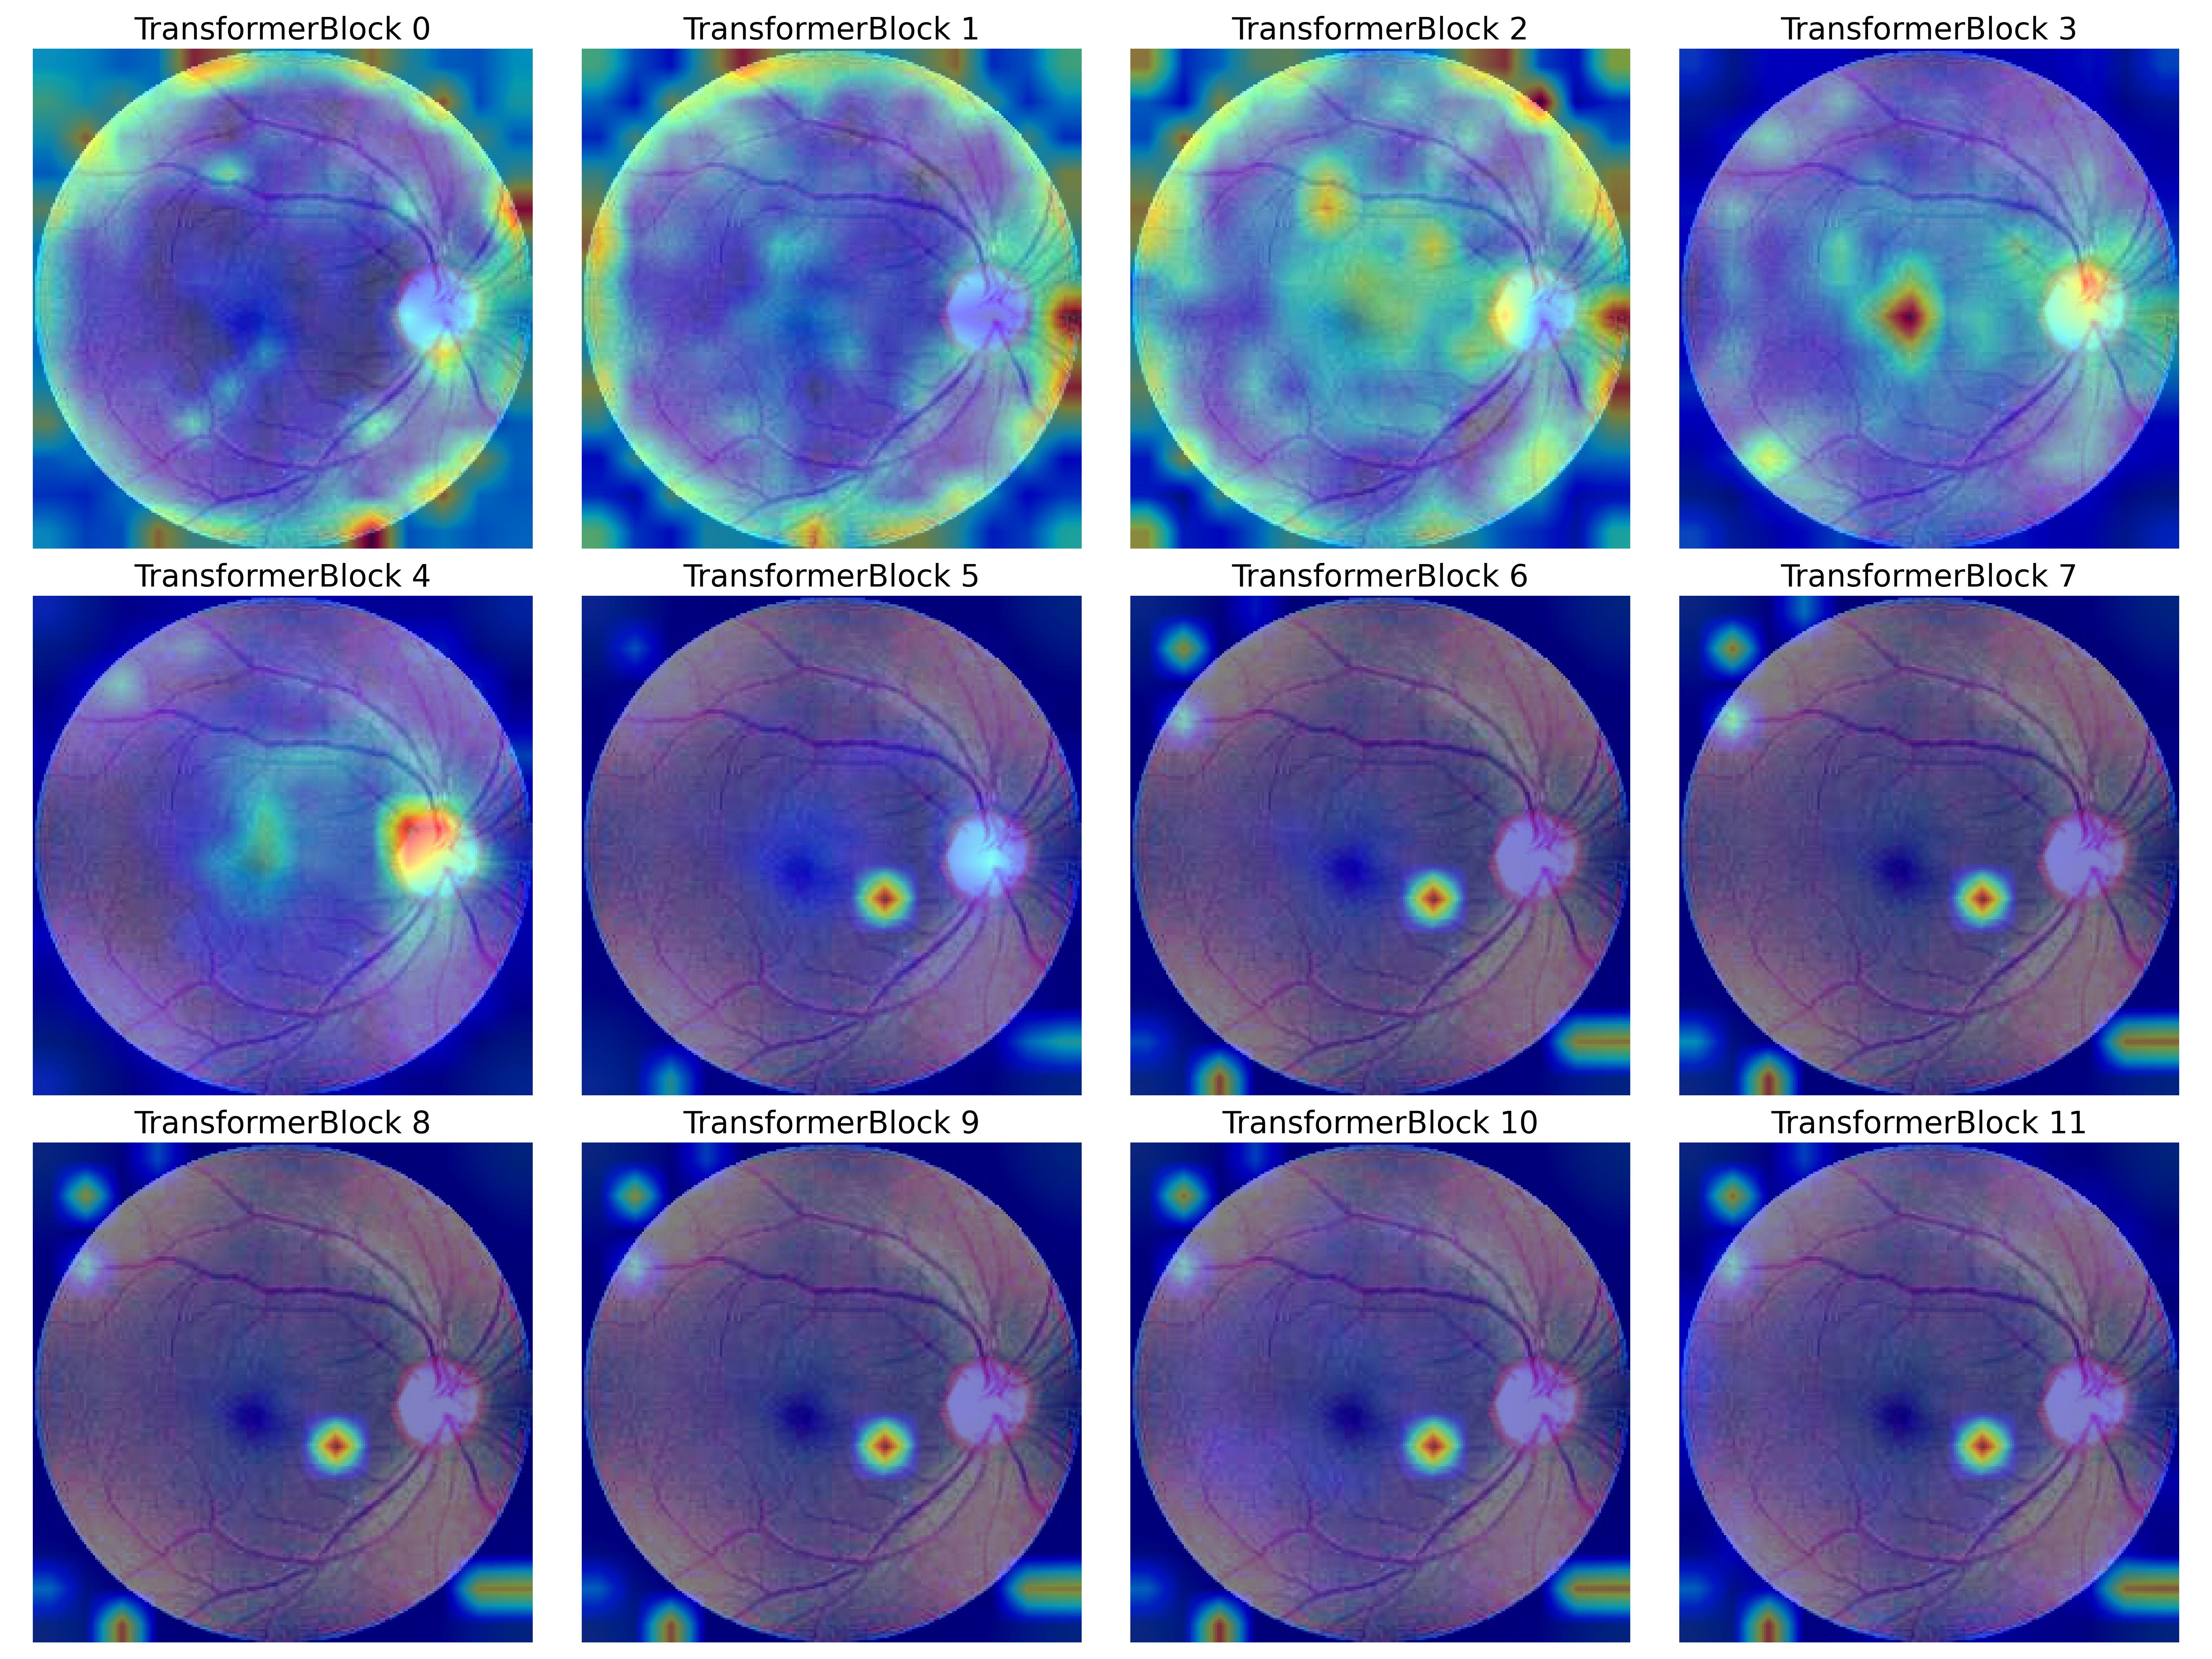 TransformerBlock 0
TransformerBlock 1
TransformerBlock 2
TransformerBlock 3
TransformerBlock 4
TransformerBlock 5
TransformerBlock 6
TransformerBlock 7
TransformerBlock 8
TransformerBlock 9
TransformerBlock 10
TransformerBlock 11